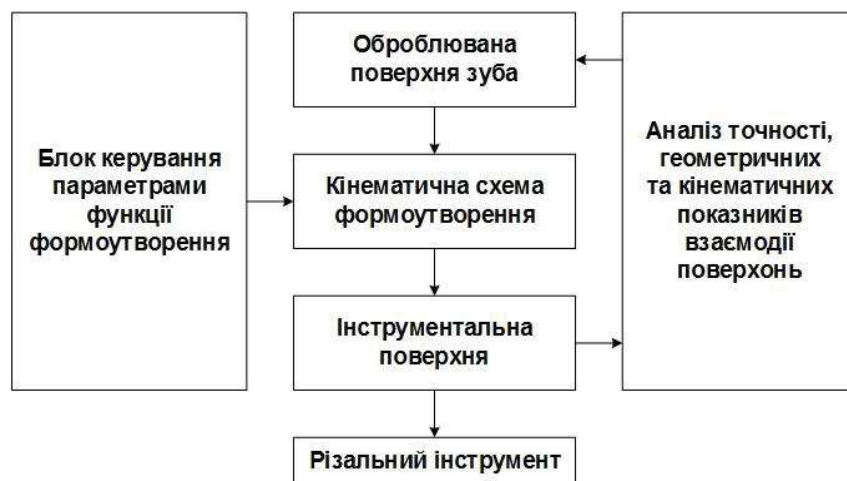 Блок керування
параметрами
функції
формоутворення
Оброблювана
поверхня зуба
Кінематична схема
формоутворення
Інструментальна
поверхня
Різальний інструмент
Аналіз точності,
геометричних
та кінематичних
показників
взаємодії
поверхонь